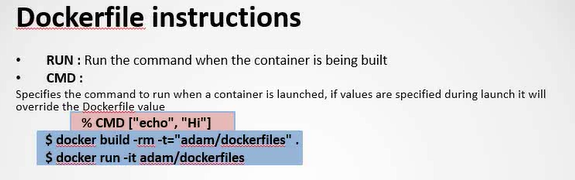 Dockerfile instructions
• RUN : Run the command when the container is being built
• CMD :
Specifies the command to run when a container is launched, if values are specified during launch it will
override the Dockerfile value
% CMD ["echo", "Hi"]
$ docker build -rm -t="adam/dockerfiles" .
$ docker run -it adam/dockerfiles